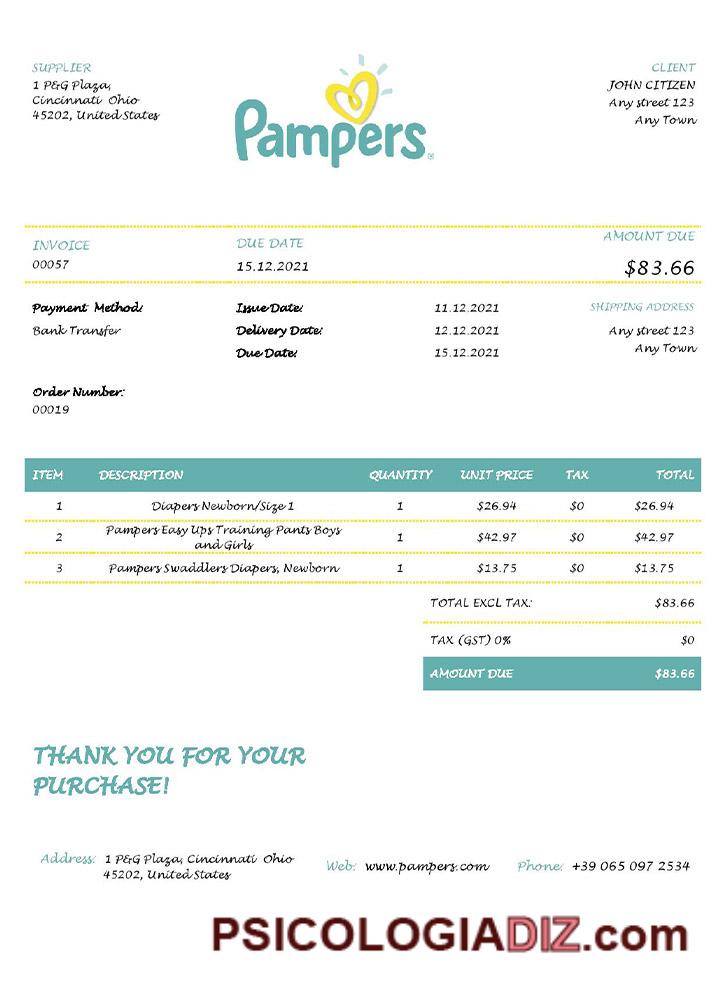 SUPPLIER
1 P&G Plaza,
Cincinnati Ohio
45202, United States
Pampers®
CLIENT
JOHN CITIZEN
Any street 123
Any Town
INVOICE
00057
DUE DATE
15.12.2021
AMOUNT DUE
$83.66
Payment Method:
Bank Transfer
Issue Date: 11.12.2021
Delivery Date: 12.12.2021
Due Date: 15.12.2021
SHIPPING ADDRESS
Any street 123
Any Town
Order Number:
00019
ITEM DESCRIPTION QUANTITY UNIT PRICE TAX TOTAL
1 Diapers Newborn/Size 1 1 $26.94 $0 $26.94
2 Pampers Easy Ups Training Pants Boys
and Girls 1 $42.97 $0 $42.97
3 Pampers Swaddlers Diapers, Newborn 1 $13.75 $0 $13.75
TOTAL EXCL TAX: $83.66
TAX (GST) 0% $0
AMOUNT DUE $83.66
THANK YOU FOR YOUR
PURCHASE!
Address: 1 P&G Plaza, Cincinnati Ohio
45202, United States
Web: www.pampers.com
Phone: +39 065 097 2534
PSICOLOGIADIZ.com